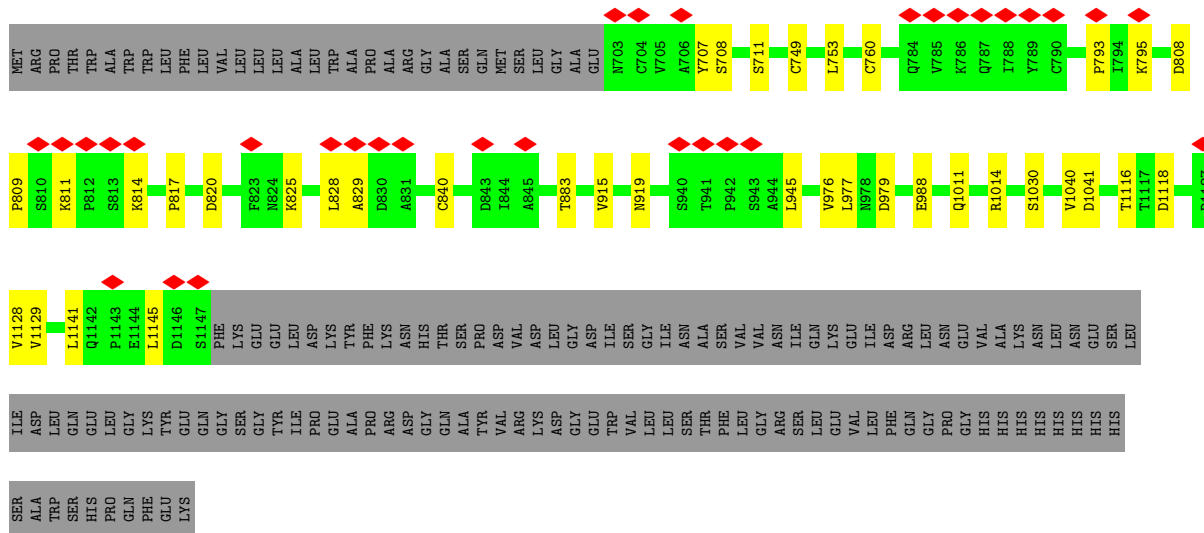 MET ARG PRO THR TRP ALA TRP TRP LEU PHE LEU VAL LEU LEU LEU ALA LEU TRP ALA PRO ALA ARG GLY ALA SER GLN MET SER LEU GLY ALA GLU N703 C704 V705 A706 Y707 S708 S711 C749 L753 C760 Q784 V785 K786 Q787 I788 Y789 C790 P793 I794 K795 D808
P809 S810 K811 P812 S813 K814 P817 D820 F823 N824 K825 L828 A829 D830 A831 C840 D843 I844 A845 T883 V915 N919 S940 T941 P942 S943 A944 L945 V976 L977 N978 D979 E988 Q1011 R1014 S1030 V1040 D1041 T1116 T1117 D1118
V1128 V1129 L1141 Q1142 P1143 E1144 L1145 D1146 S1147 PHE LYS GLU GLU LEU ASP LYS TYR PHE LYS ASN HIS THR SER PRO ASP VAL ASP LEU GLY ASP ILE SER GLY ILE ASN ALA SER VAL VAL ASN ILE GLN LYS GLU ILE ASP ARG LEU ASN GLU VAL ALA LYS ASN LEU ASN GLU SER LEU
ILE ASP LEU GLN GLU LEU GLY LYS TYR GLU GLN GLY SER GLY TYR ILE PRO GLU ALA PRO ARG ASP GLY GLN ALA TYR VAL ARG LYS ASP GLY GLU TRP VAL LEU LEU SER THR PHE LEU GLY ARG SER LEU GLU VAL LEU PHE GLN GLY PRO GLY HIS HIS HIS HIS HIS HIS HIS HIS
SER ALA TRP SER HIS PRO GLN PHE GLU LYS